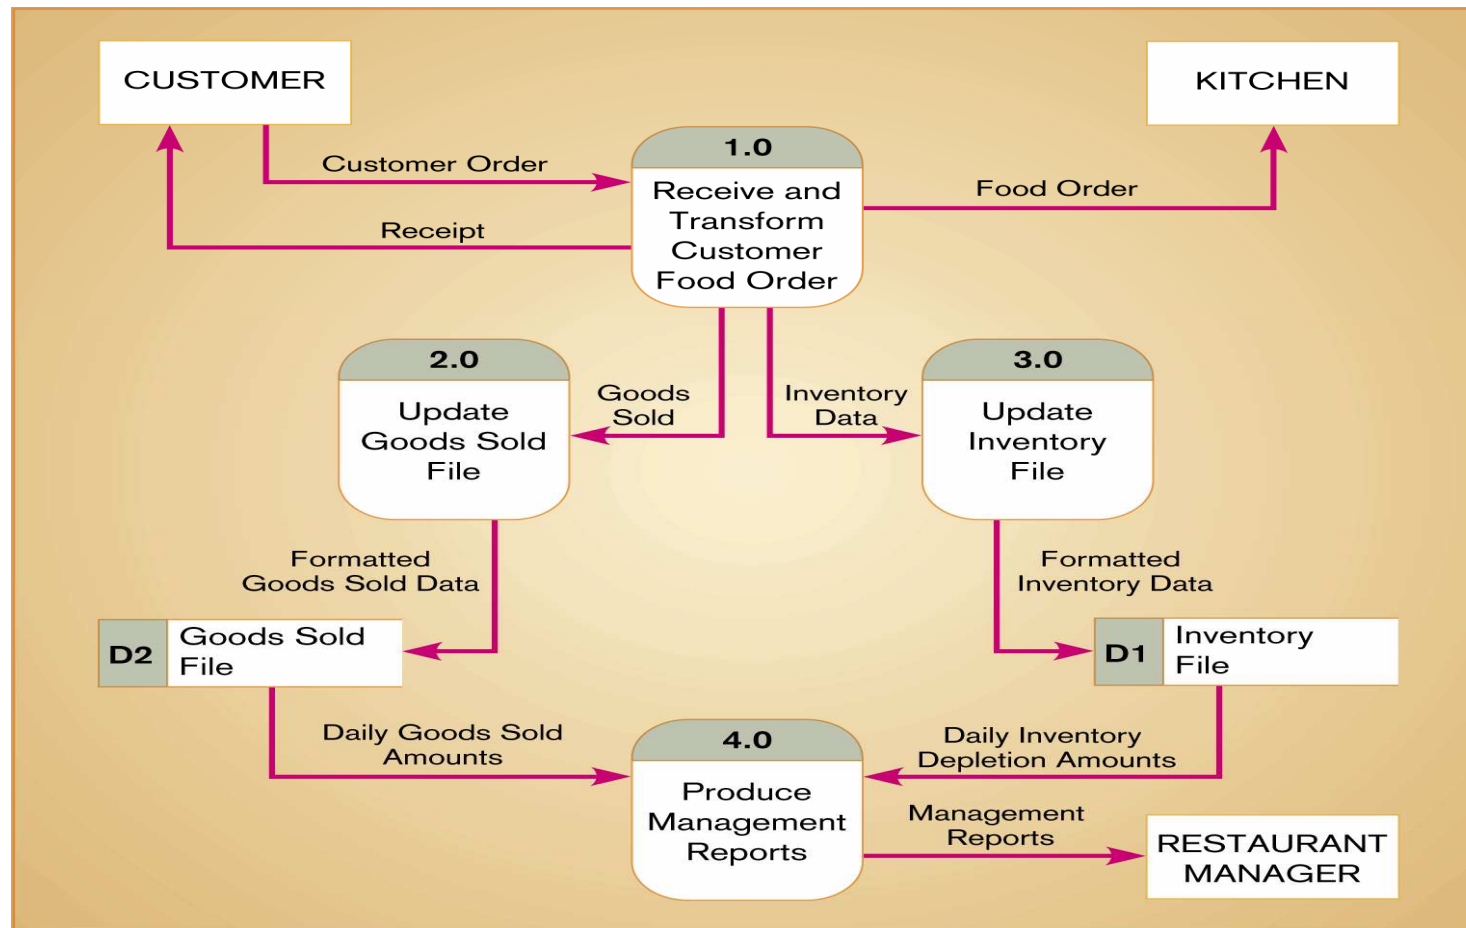 CUSTOMER
KITCHEN
1.0
Receive and
Transform
Customer
Food Order
Customer Order
Receipt
Food Order
2.0
Update
Goods Sold
File
Goods
Sold
Inventory
Data
3.0
Update
Inventory
File
Formatted
Goods Sold Data
Formatted
Inventory Data
D2
Goods Sold
File
D1
Inventory
File
Daily Goods Sold
Amounts
4.0
Produce
Management
Reports
Daily Inventory
Depletion Amounts
Management
Reports
RESTAURANT
MANAGER